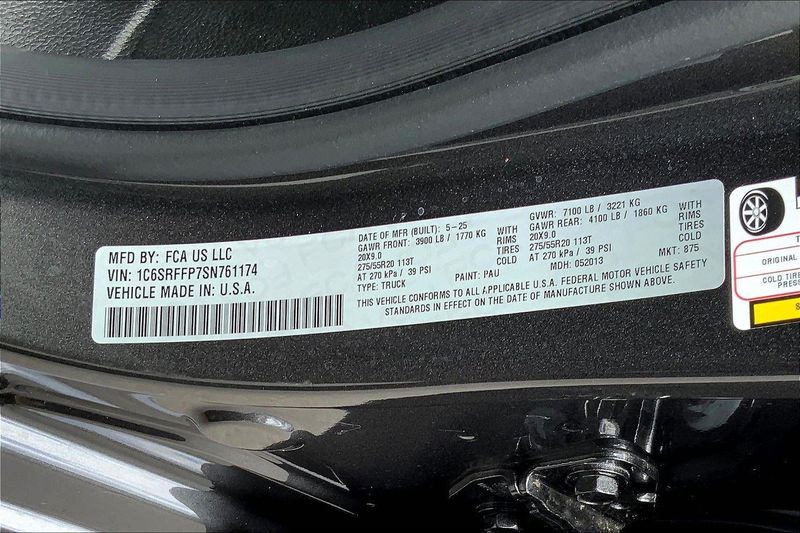 MFD BY: FCA US LLC
VIN: 1C6SRFFP7SN761174
VEHICLE MADE IN: U.S.A.
DATE OF MFR (BUILT): 5-25
GAWR FRONT: 3900 LB / 1770 KG WITH
20X9.0 RIMS
275/55R20 113T TIRES
AT 270 kPa / 39 PSI COLD
TYPE: TRUCK PAINT: PAU
GVWR: 7100 LB / 3221 KG
GAWR REAR: 4100 LB / 1860 KG WITH
20X9.0 RIMS
275/55R20 113T TIRES
AT 270 kPa / 39 PSI COLD
MDH: 052013 MKT: 875
THIS VEHICLE CONFORMS TO ALL APPLICABLE U.S.A. FEDERAL MOTOR VEHICLE SAFETY
STANDARDS IN EFFECT ON THE DATE OF MANUFACTURE SHOWN ABOVE.
ORIGINAL
COLD TIRE
PRESS